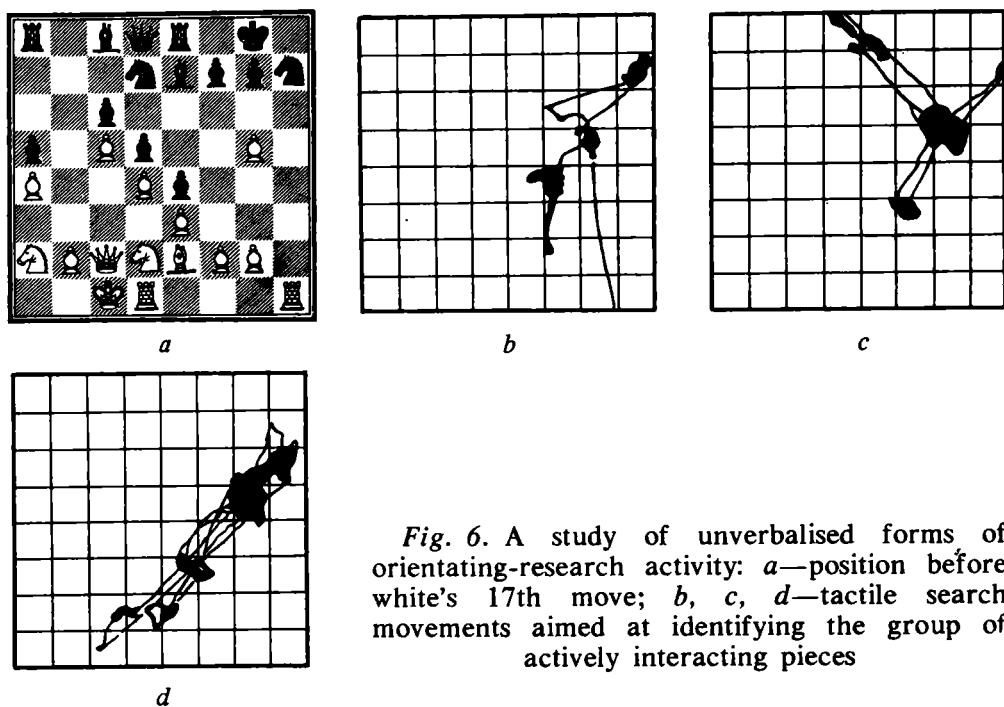 a
b
c
d
Fig. 6. A study of unverbalised forms of
orientating-research activity: a—position before
white's 17th move; b, c, d—tactile search
movements aimed at identifying the group of
actively interacting pieces